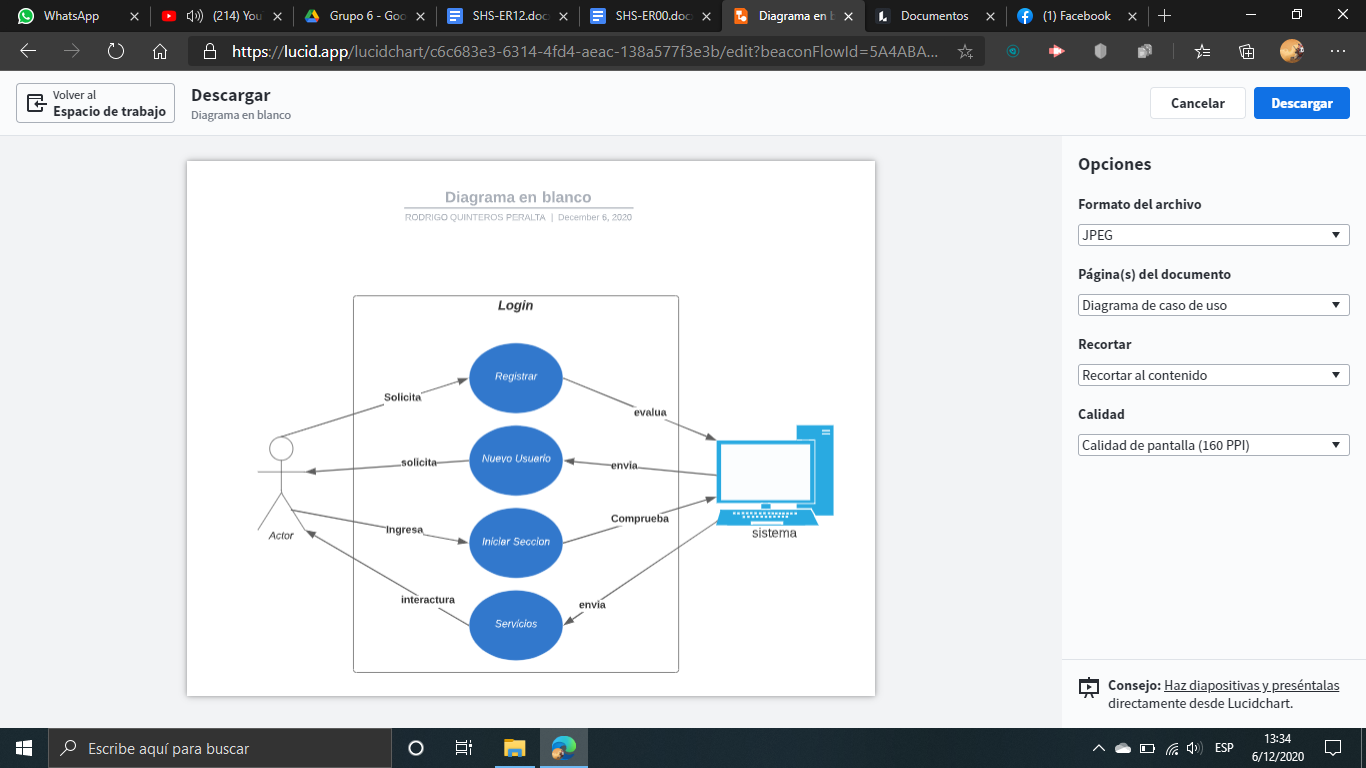 WhatsApp
(214) You
Grupo 6 - Goo
SHS-ER12.doc
SHS-ER00.doc
Diagrama en b
Documentos
(1) Facebook
https://lucid.app/lucidchart/c6c683e3-6314-4fd4-aeac-138a577f3e3b/edit?beaconFlowId=5A4ABA...
Volver al
Espacio de trabajo
Descargar
Diagrama en blanco
Cancelar
Descargar
Diagrama en blanco
RODRIGO QUINTEROS PERALTA | December 6, 2020
Login
Registrar
Solicita
evalua
Nuevo Usuario
solicita
envia
Actor
Ingresa
Iniciar Seccion
Comprueba
sistema
interactura
Servicios
envia
Opciones
Formato del archivo
JPEG
Página(s) del documento
Diagrama de caso de uso
Recortar
Recortar al contenido
Calidad
Calidad de pantalla (160 PPI)
Consejo: Haz diapositivas y preséntalas
directamente desde Lucidchart.
Escribe aquí para buscar
ESP
13:34
6/12/2020